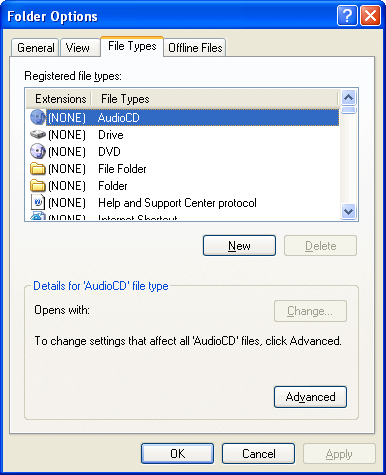 Folder Options
General View File Types Offline Files
Registered file types:
Extensions File Types
(NONE) AudioCD
(NONE) Drive
(NONE) DVD
(NONE) File Folder
(NONE) Folder
(NONE) Help and Support Center protocol
(NONE) Internet Shortcut
New Delete
Details for 'AudioCD' file type
Opens with: Change...
To change settings that affect all 'AudioCD' files, click Advanced.
Advanced
OK Cancel Apply